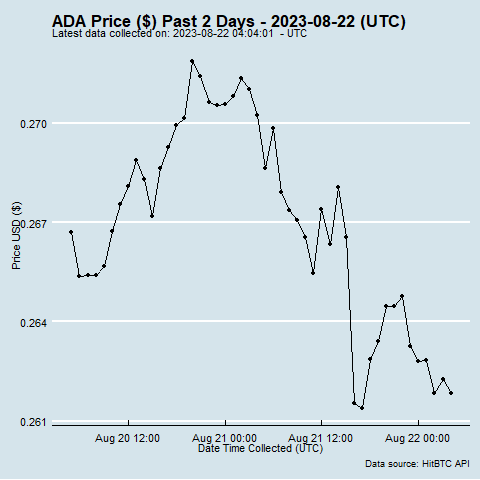 ADA Price ($) Past 2 Days - 2023-08-22 (UTC)
Latest data collected on: 2023-08-22 04:04:01 - UTC
0.270
0.267
0.264
0.261
Price USD ($)
Aug 20 12:00 Aug 21 00:00 Aug 21 12:00 Aug 22 00:00
Date Time Collected (UTC)
Data source: HitBTC API